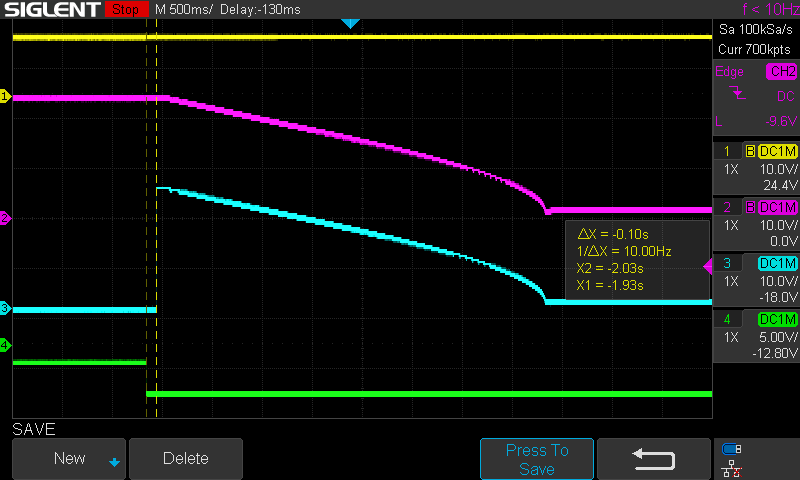 SIGLENT Stop M 500ms/ Delay:-130ms f < 10Hz
Sa 100kSa/s
Curr 700kpts
Edge CH2
DC
L -9.6V
1 B DC1M
1X 10.0V/
24.4V
2 B DC1M
1X 10.0V/
0.0V
3 DC1M
1X 10.0V/
-18.0V
4 DC1M
1X 5.00V/
-12.80V
1
2
3
4
ΔX = -0.10s
1/ΔX = 10.00Hz
X2 = -2.03s
X1 = -1.93s
SAVE
New
Delete
Press To
Save